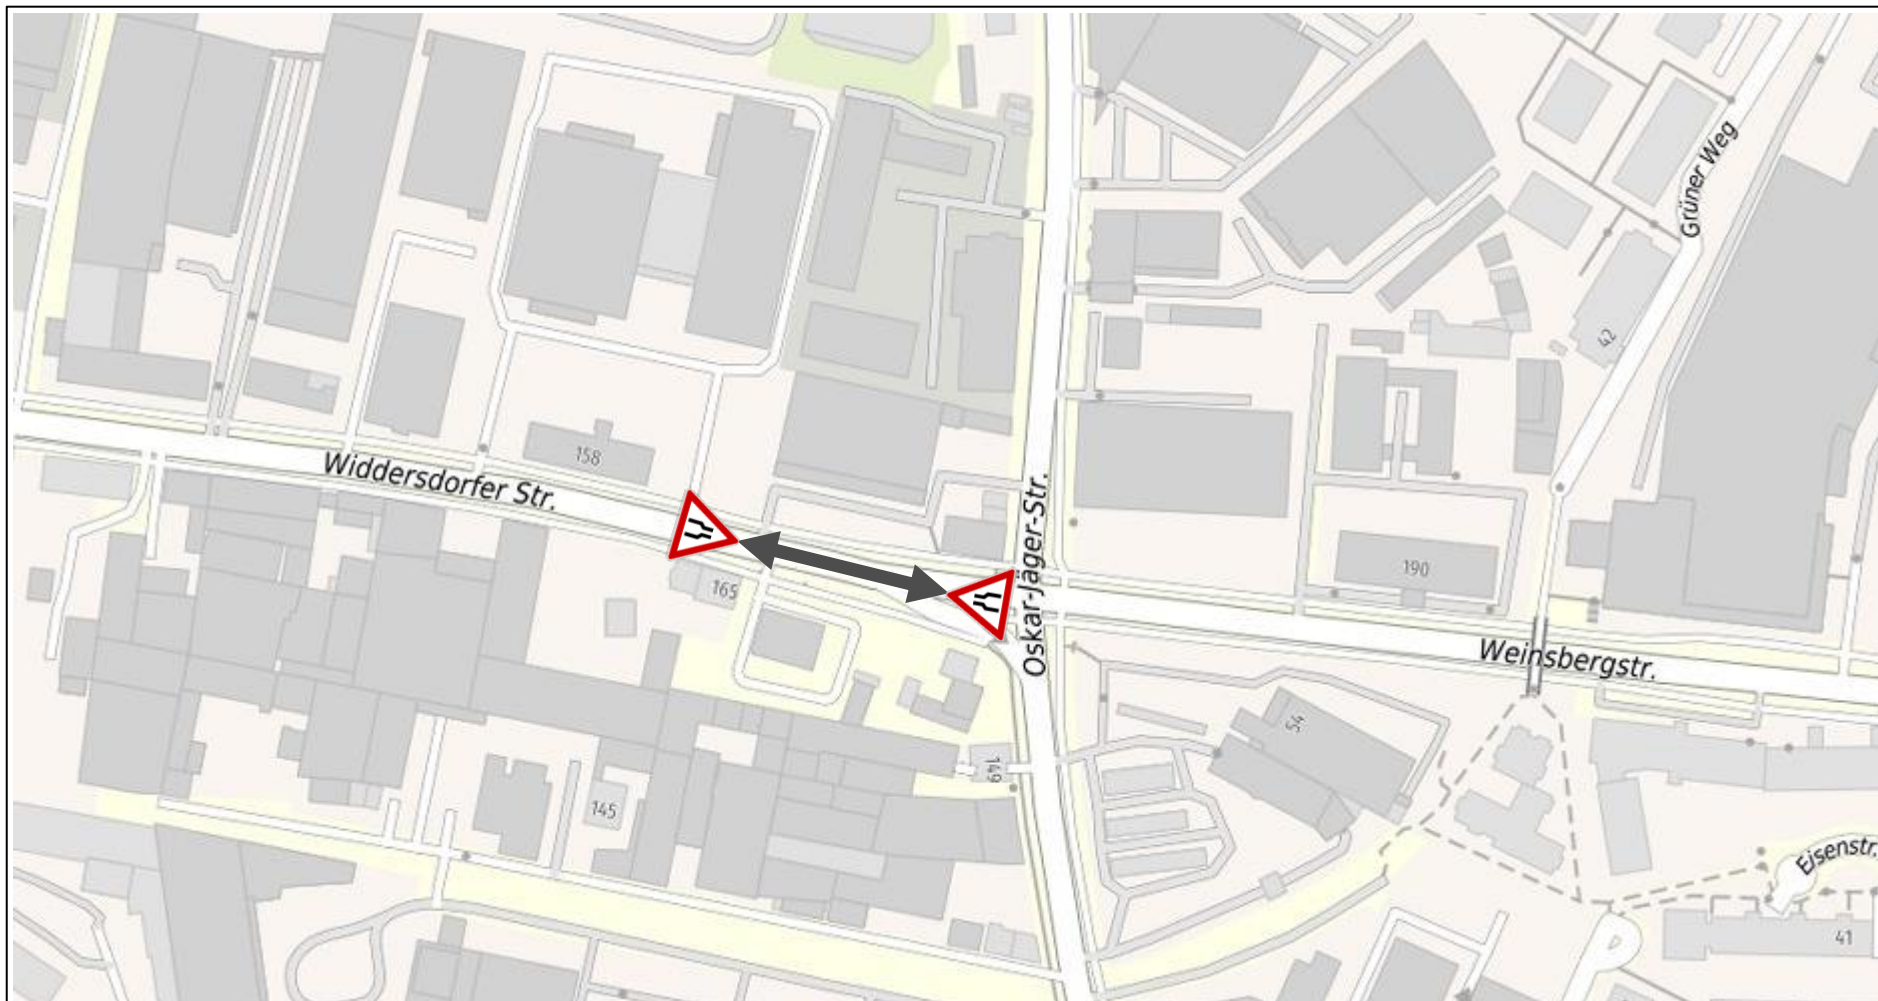 Grüner Weg
42
Widdersdorfer Str.
158
Oskar-Jäger-Str.
165
190
Weinsbergstr.
54
149
145
Eisenstr.
41